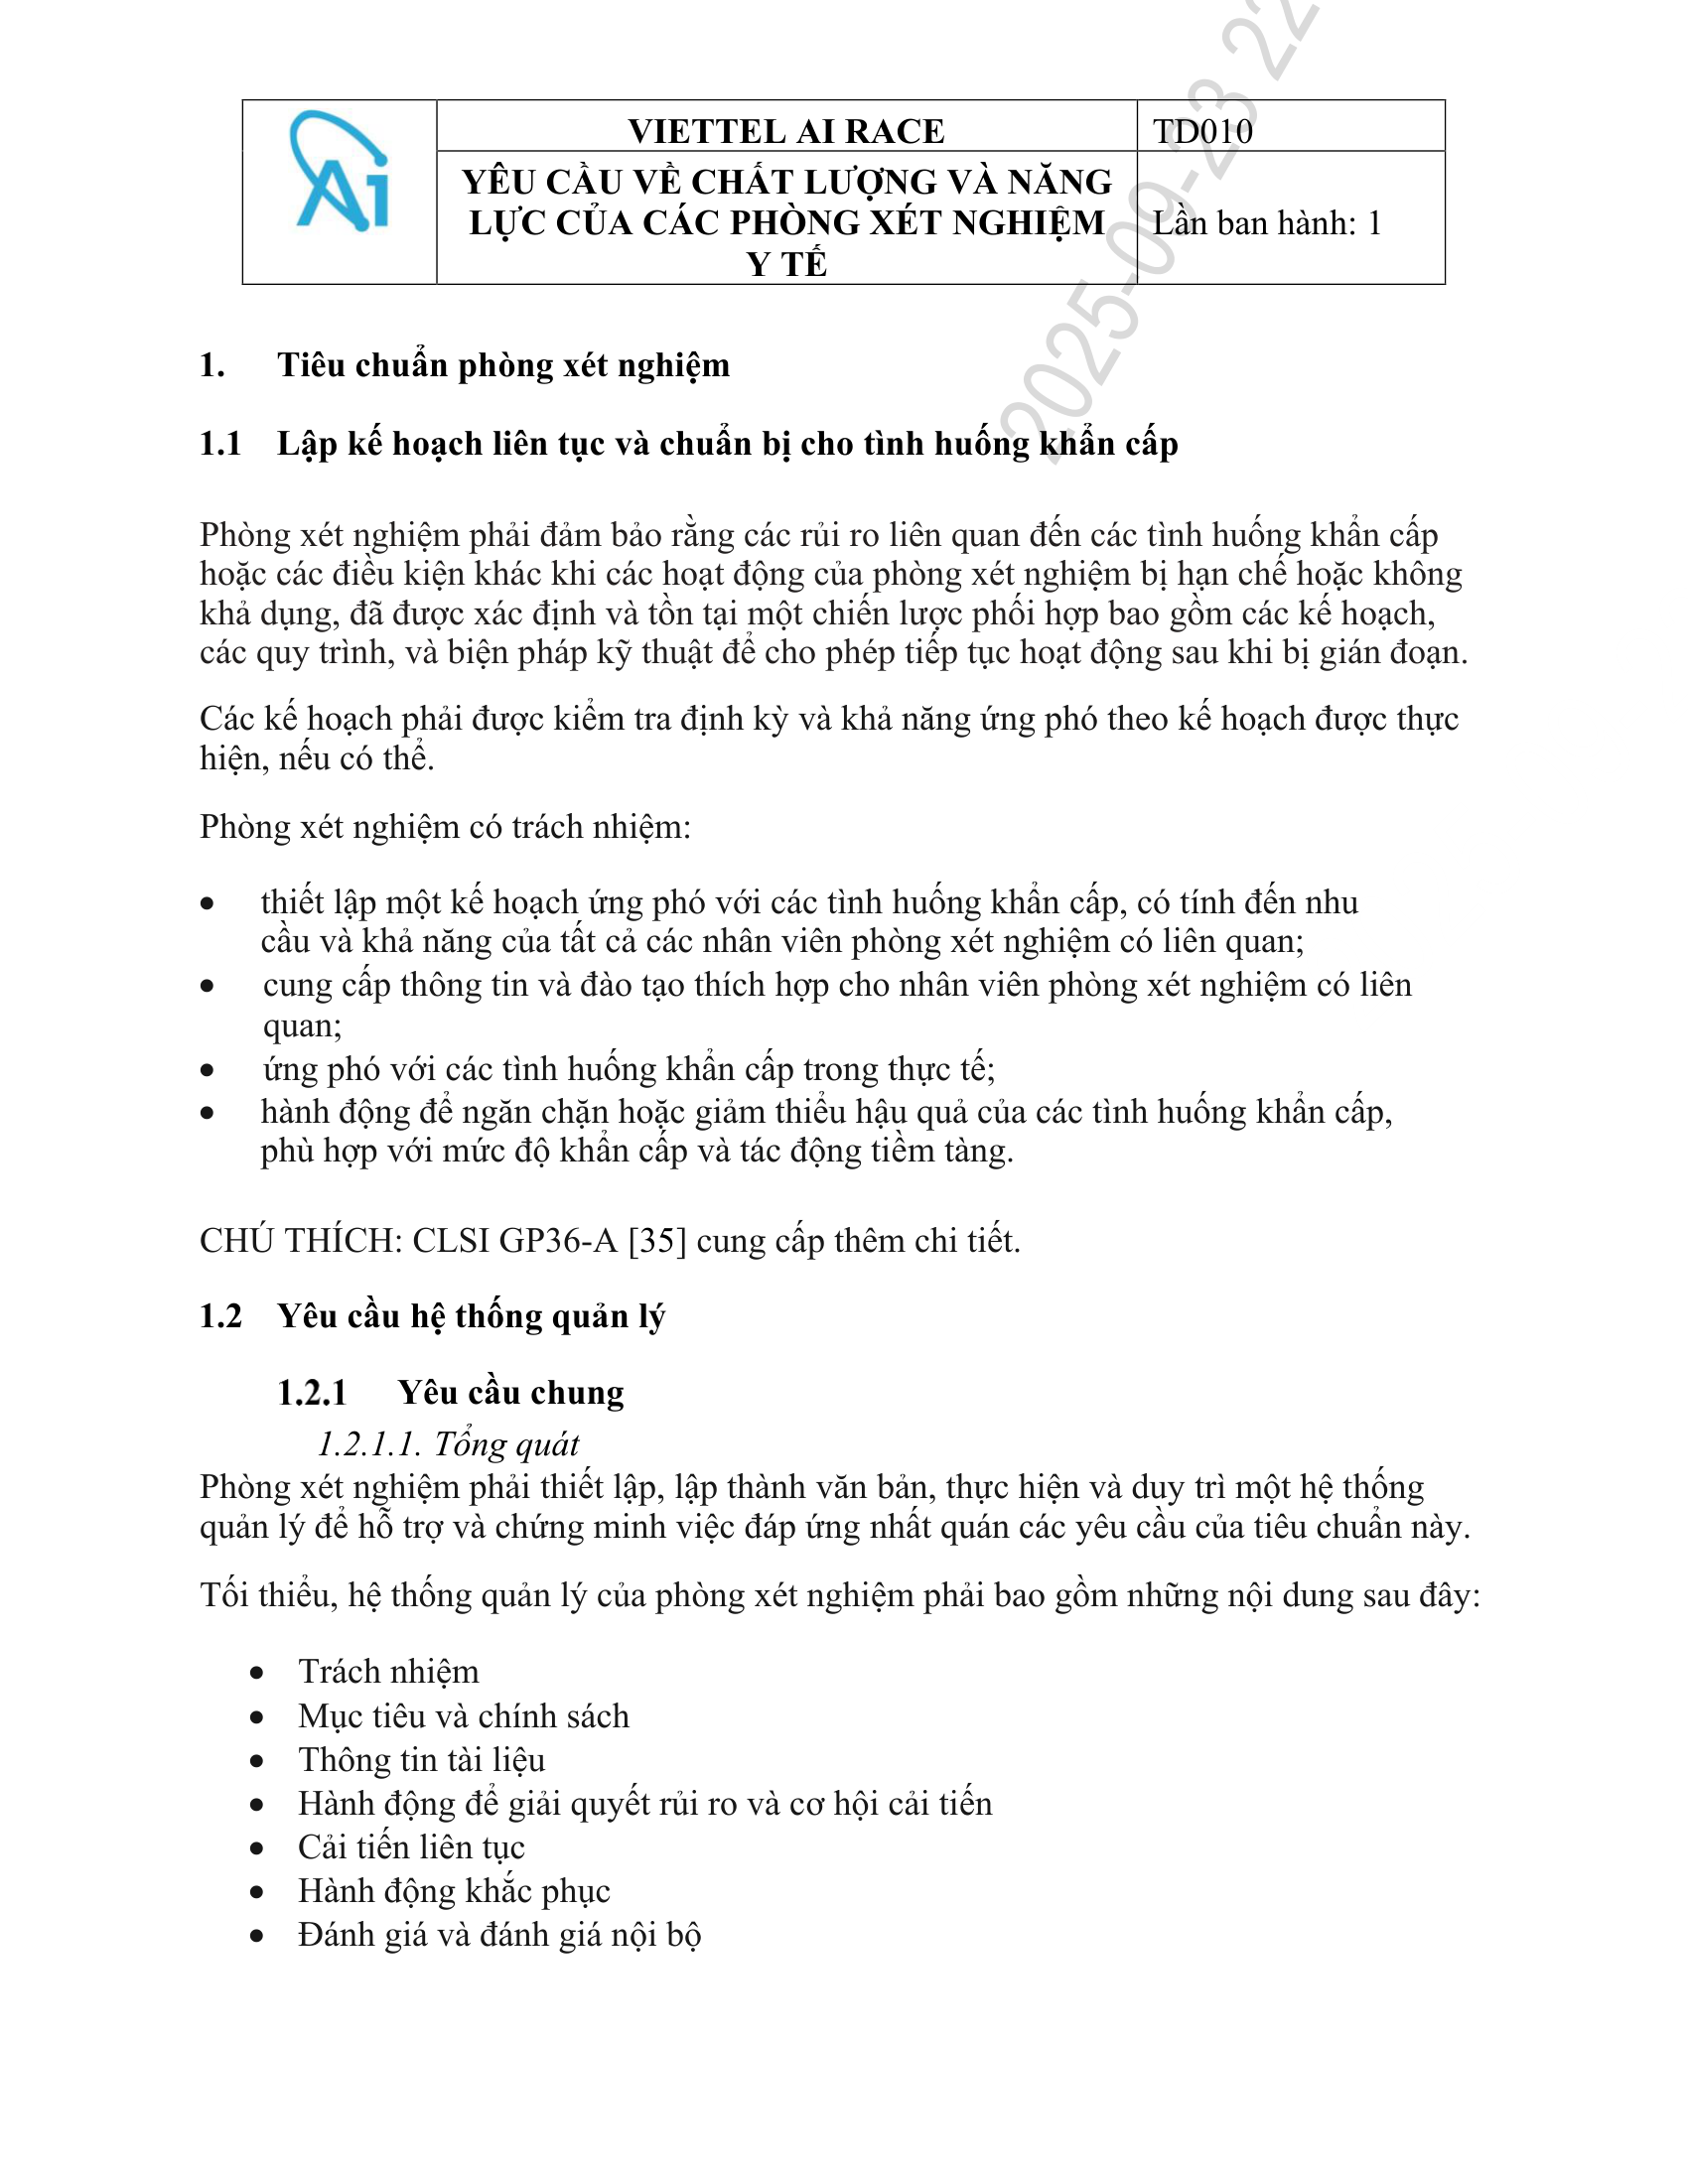 Ai
VIETTEL AI RACE
TD010
YÊU CẦU VỀ CHẤT LƯỢNG VÀ NĂNG
LỰC CỦA CÁC PHÒNG XÉT NGHIỆM
Y TẾ
Lần ban hành: 1
2025-09-23 22
1. Tiêu chuẩn phòng xét nghiệm
1.1 Lập kế hoạch liên tục và chuẩn bị cho tình huống khẩn cấp
Phòng xét nghiệm phải đảm bảo rằng các rủi ro liên quan đến các tình huống khẩn cấp
hoặc các điều kiện khác khi các hoạt động của phòng xét nghiệm bị hạn chế hoặc không
khả dụng, đã được xác định và tồn tại một chiến lược phối hợp bao gồm các kế hoạch,
các quy trình, và biện pháp kỹ thuật để cho phép tiếp tục hoạt động sau khi bị gián đoạn.
Các kế hoạch phải được kiểm tra định kỳ và khả năng ứng phó theo kế hoạch được thực
hiện, nếu có thể.
Phòng xét nghiệm có trách nhiệm:
• thiết lập một kế hoạch ứng phó với các tình huống khẩn cấp, có tính đến nhu
cầu và khả năng của tất cả các nhân viên phòng xét nghiệm có liên quan;
• cung cấp thông tin và đào tạo thích hợp cho nhân viên phòng xét nghiệm có liên
quan;
• ứng phó với các tình huống khẩn cấp trong thực tế;
• hành động để ngăn chặn hoặc giảm thiểu hậu quả của các tình huống khẩn cấp,
phù hợp với mức độ khẩn cấp và tác động tiềm tàng.
CHÚ THÍCH: CLSI GP36-A [35] cung cấp thêm chi tiết.
1.2 Yêu cầu hệ thống quản lý
1.2.1 Yêu cầu chung
1.2.1.1. Tổng quát
Phòng xét nghiệm phải thiết lập, lập thành văn bản, thực hiện và duy trì một hệ thống
quản lý để hỗ trợ và chứng minh việc đáp ứng nhất quán các yêu cầu của tiêu chuẩn này.
Tối thiểu, hệ thống quản lý của phòng xét nghiệm phải bao gồm những nội dung sau đây:
• Trách nhiệm
• Mục tiêu và chính sách
• Thông tin tài liệu
• Hành động để giải quyết rủi ro và cơ hội cải tiến
• Cải tiến liên tục
• Hành động khắc phục
• Đánh giá và đánh giá nội bộ